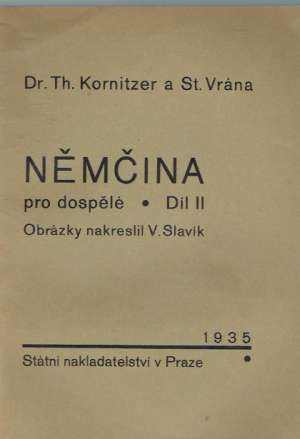 Dr. Th. Kornitzer a St. Vrána
NĚMČINA
pro dospělé • Díl II
Obrázky nakreslil V. Slavík
1935
Státní nakladatelství v Praze •